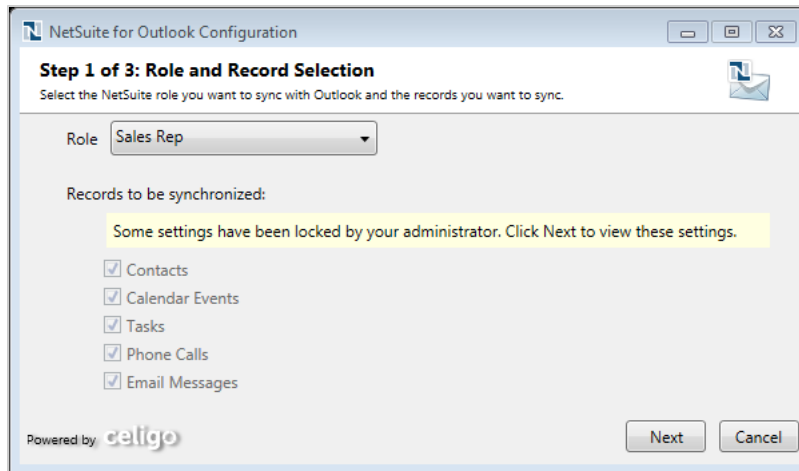 NetSuite for Outlook Configuration
Step 1 of 3: Role and Record Selection
Select the NetSuite role you want to sync with Outlook and the records you want to sync.
N
Role Sales Rep
Records to be synchronized:
Some settings have been locked by your administrator. Click Next to view these settings.
Contacts
Calendar Events
Tasks
Phone Calls
Email Messages
Powered by celigo
Next Cancel